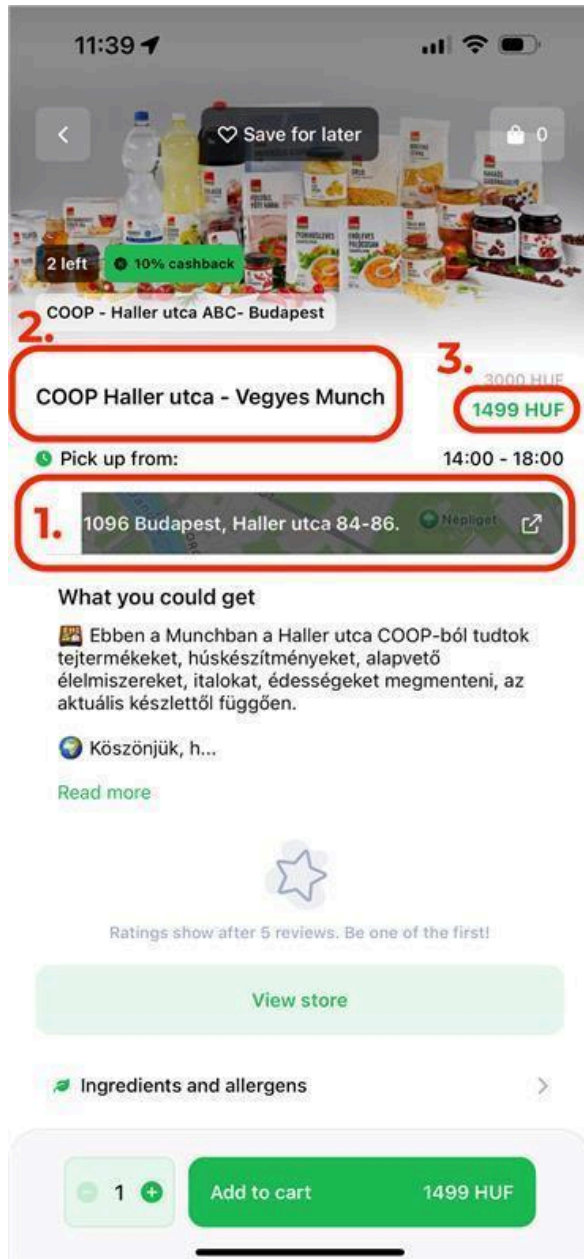 11:39
Save for later
0
2 left
10% cashback
COOP - Haller utca ABC- Budapest
2.
COOP Haller utca - Vegyes Munch
3.
3000 HUF
1499 HUF
Pick up from:
14:00 - 18:00
1.
1096 Budapest, Haller utca 84-86.
Népliget
What you could get
Ebben a Munchban a Haller utca COOP-ból tudtok
tejtermékeket, húskészítményeket, alapvető
élelmiszereket, italokat, édességeket megmenteni, az
aktuális készlettől függően.
Köszönjük, h...
Read more
Ratings show after 5 reviews. Be one of the first!
View store
Ingredients and allergens
1
Add to cart
1499 HUF